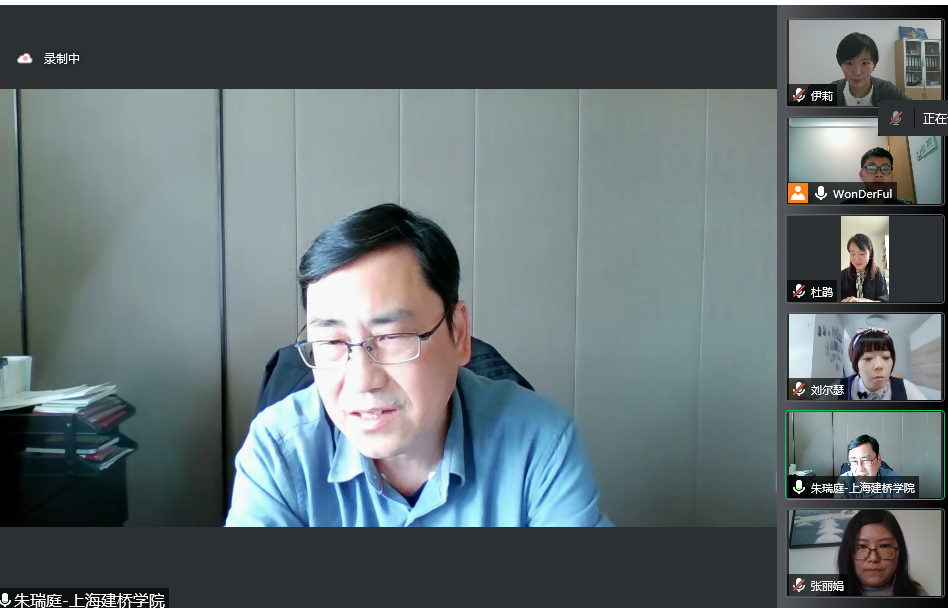 录制中
伊莉
正在
WonDerFul
杜鹃
刘尔瑟
朱瑞庭-上海建桥学院
张丽娟
朱瑞庭-上海建桥学院